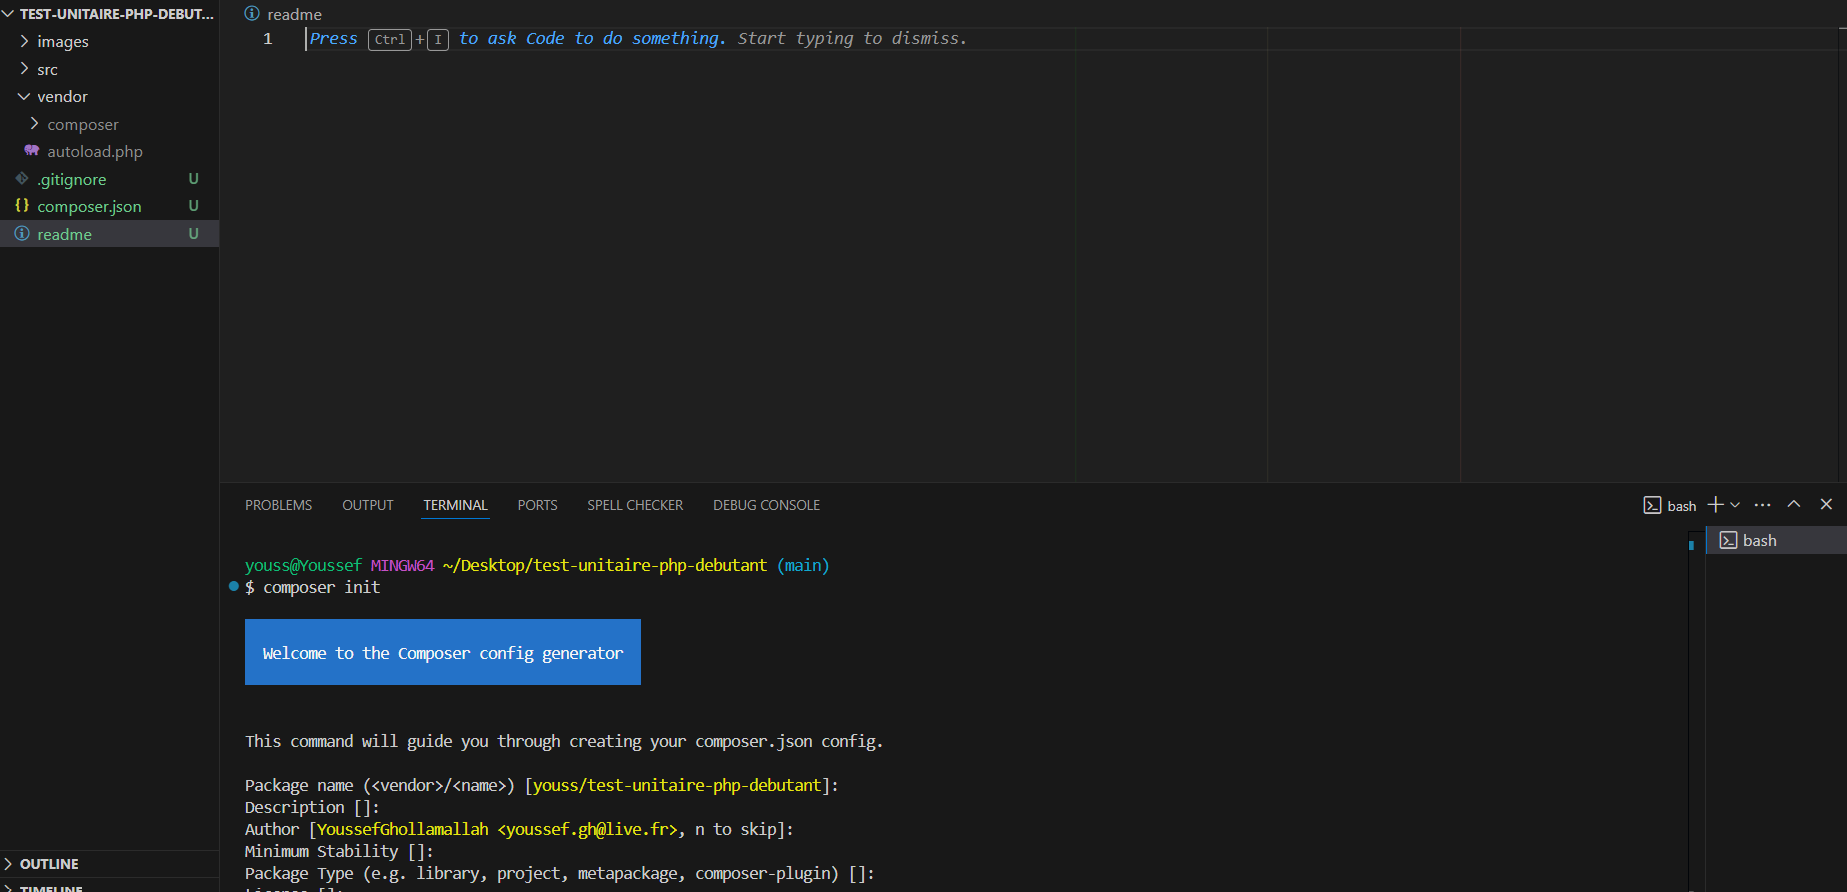 TEST-UNITAIRE-PHP-DEBUT...
images
src
vendor
composer
autoload.php
.gitignore U
composer.json U
readme U
OUTLINE
TIMELINE
readme
1 Press Ctrl+I to ask Code to do something. Start typing to dismiss.
PROBLEMS OUTPUT TERMINAL PORTS SPELL CHECKER DEBUG CONSOLE
bash
bash
youss@Youssef MINGW64 ~/Desktop/test-unitaire-php-debutant (main)
$ composer init
Welcome to the Composer config generator
This command will guide you through creating your composer.json config.
Package name (<vendor>/<name>) [youss/test-unitaire-php-debutant]:
Description []:
Author [YoussefGhollamallah <youssef.gh@live.fr>, n to skip]:
Minimum Stability []:
Package Type (e.g. library, project, metapackage, composer-plugin) []:
License []: